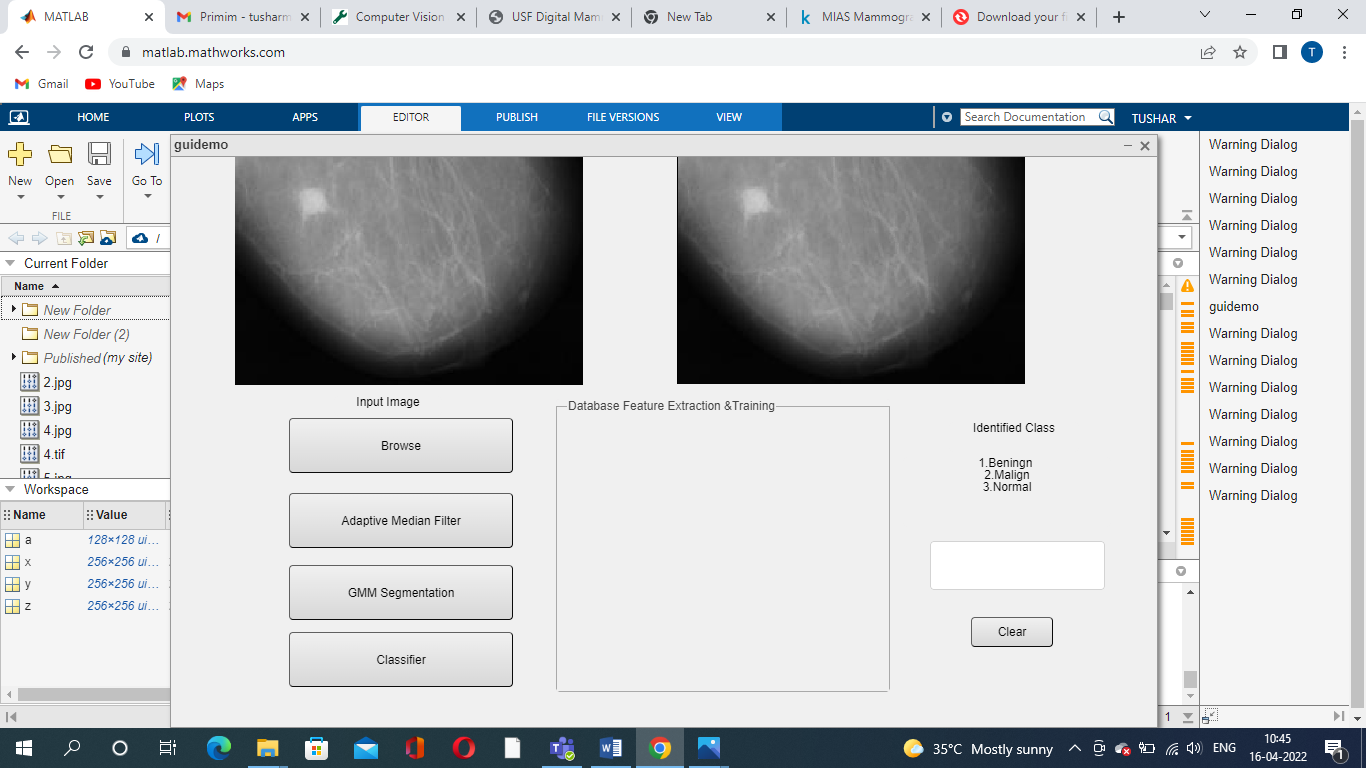 MATLAB
Primim - tusharm
Computer Vision
USF Digital Mam
New Tab
MIAS Mammogra
Download your f
matlab.mathworks.com
T
Gmail
YouTube
Maps
HOME
PLOTS
APPS
EDITOR
PUBLISH
FILE VERSIONS
VIEW
Search Documentation
TUSHAR
New
Open
Save
Go To
FILE
guidemo
/
Current Folder
Name
New Folder
New Folder (2)
Published (my site)
2.jpg
3.jpg
4.jpg
4.tif
5.jpg
Workspace
Name
Value
a
128×128 ui...
x
256×256 ui...
y
256×256 ui...
z
256×256 ui...
Input Image
Browse
Adaptive Median Filter
GMM Segmentation
Classifier
Database Feature Extraction &Training
Identified Class
1.Beningn
2.Malign
3.Normal
Clear
Warning Dialog
Warning Dialog
Warning Dialog
Warning Dialog
Warning Dialog
Warning Dialog
guidemo
Warning Dialog
Warning Dialog
Warning Dialog
Warning Dialog
Warning Dialog
Warning Dialog
Warning Dialog
1
35°C Mostly sunny
ENG
10:45
16-04-2022
1